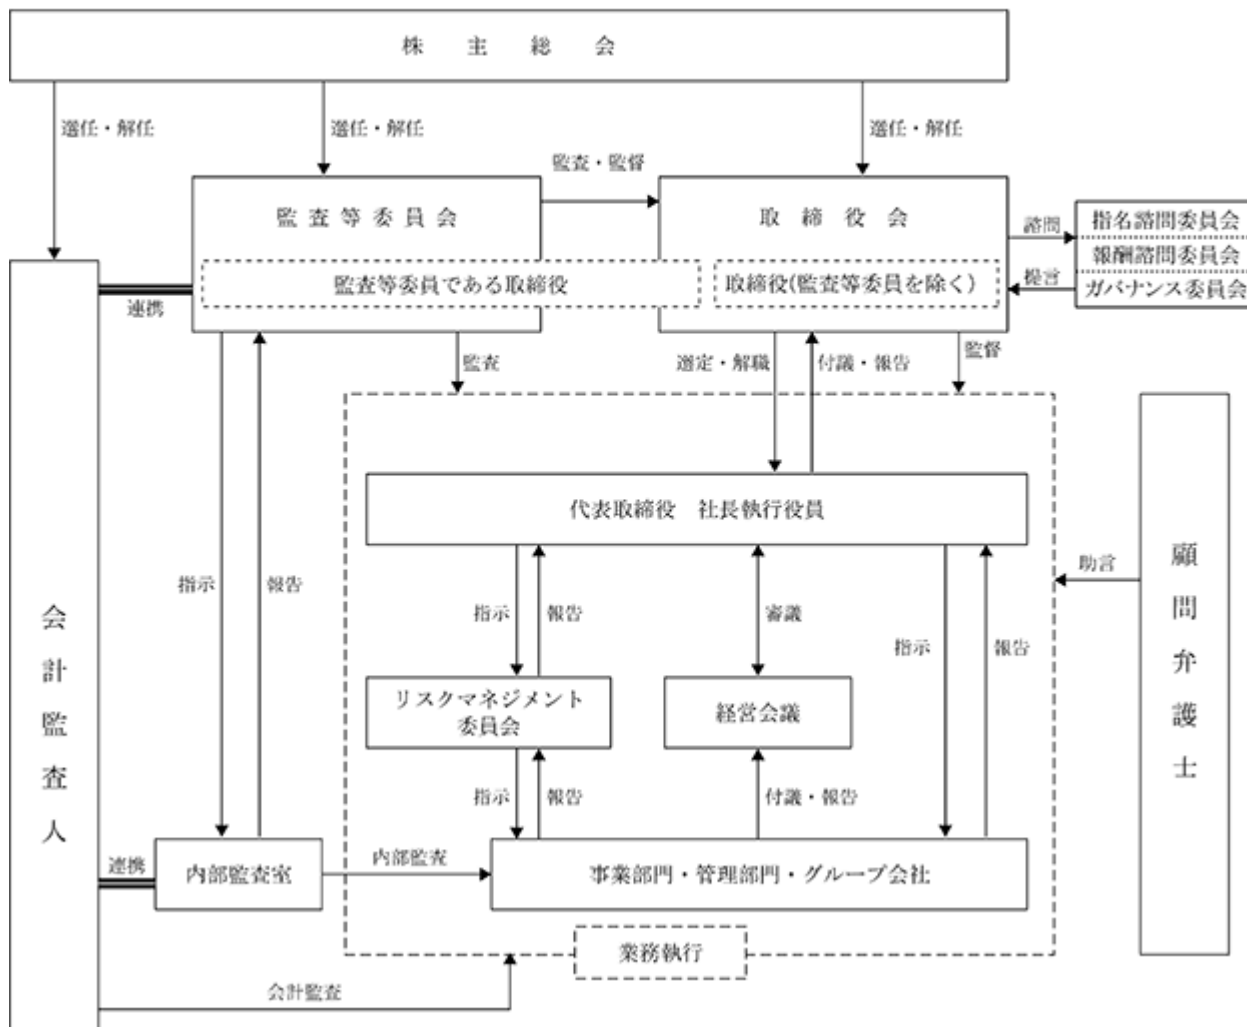 株主総会
選任・解任
選任・解任
選任・解任
監査・監督
監査等委員会
取締役会
諮問
指名諮問委員会
報酬諮問委員会
ガバナンス委員会
提言
監査等委員である取締役
取締役(監査等委員を除く)
連携
監査
選定・解職
付議・報告
監督
代表取締役 社長執行役員
助言
顧問弁護士
会計監査人
指示
報告
指示
報告
審議
指示
報告
リスクマネジメント
委員会
経営会議
指示
報告
付議・報告
連携
内部監査室
内部監査
事業部門・管理部門・グループ会社
業務執行
会計監査